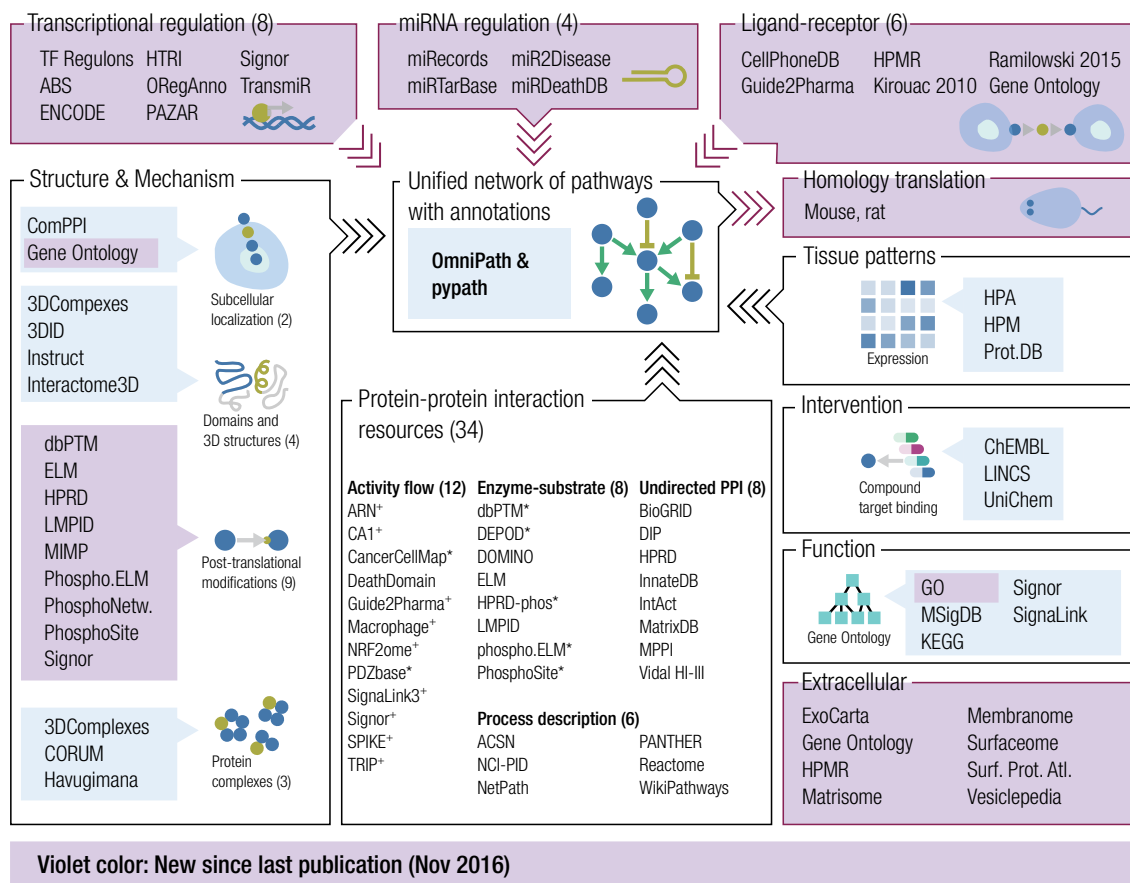 Transcriptional regulation (8)
TF Regulons HTRI Signor
ABS ORegAnno TransmiR
ENCODE PAZAR
miRNA regulation (4)
miRecords miR2Disease
miRTarBase miRDeathDB
Ligand-receptor (6)
CellPhoneDB HPMR Ramilowski 2015
Guide2Pharma Kirouac 2010 Gene Ontology
Structure & Mechanism
ComPPI
Gene Ontology
Subcellular
localization (2)
3DCompexes
3DID
Instruct
Interactome3D
Domains and
3D structures (4)
dbPTM
ELM
HPRD
LMPID
MIMP
Phospho.ELM
PhosphoNetw.
PhosphoSite
Signor
Post-translational
modifications (9)
3DComplexes
CORUM
Havugimana
Protein
complexes (3)
Unified network of pathways
with annotations
OmniPath &
pypath
Protein-protein interaction
resources (34)
Activity flow (12)
ARN+
CA1+
CancerCellMap*
DeathDomain
Guide2Pharma+
Macrophage+
NRF2ome+
PDZbase*
SignaLink3+
Signor+
SPIKE+
TRIP+
Enzyme-substrate (8)
dbPTM*
DEPOD*
DOMINO
ELM
HPRD-phos*
LMPID
phospho.ELM*
PhosphoSite*
Undirected PPI (8)
BioGRID
DIP
HPRD
InnateDB
IntAct
MatrixDB
MPPI
Vidal HI-III
Process description (6)
ACSN PANTHER
NCI-PID Reactome
NetPath WikiPathways
Homology translation
Mouse, rat
Tissue patterns
Expression
HPA
HPM
Prot.DB
Intervention
Compound
target binding
ChEMBL
LINCS
UniChem
Function
Gene Ontology
GO Signor
MSigDB SignaLink
KEGG
Extracellular
ExoCarta Membranome
Gene Ontology Surfaceome
HPMR Surf. Prot. Atl.
Matrisome Vesiclepedia
Violet color: New since last publication (Nov 2016)